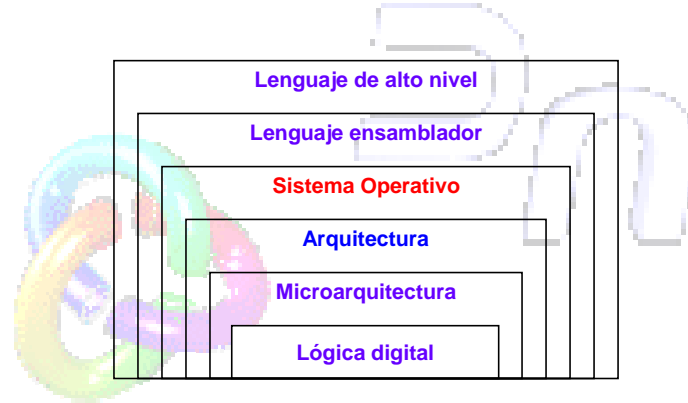 Lenguaje de alto nivel
Lenguaje ensamblador
Sistema Operativo
Arquitectura
Microarquitectura
Lógica digital